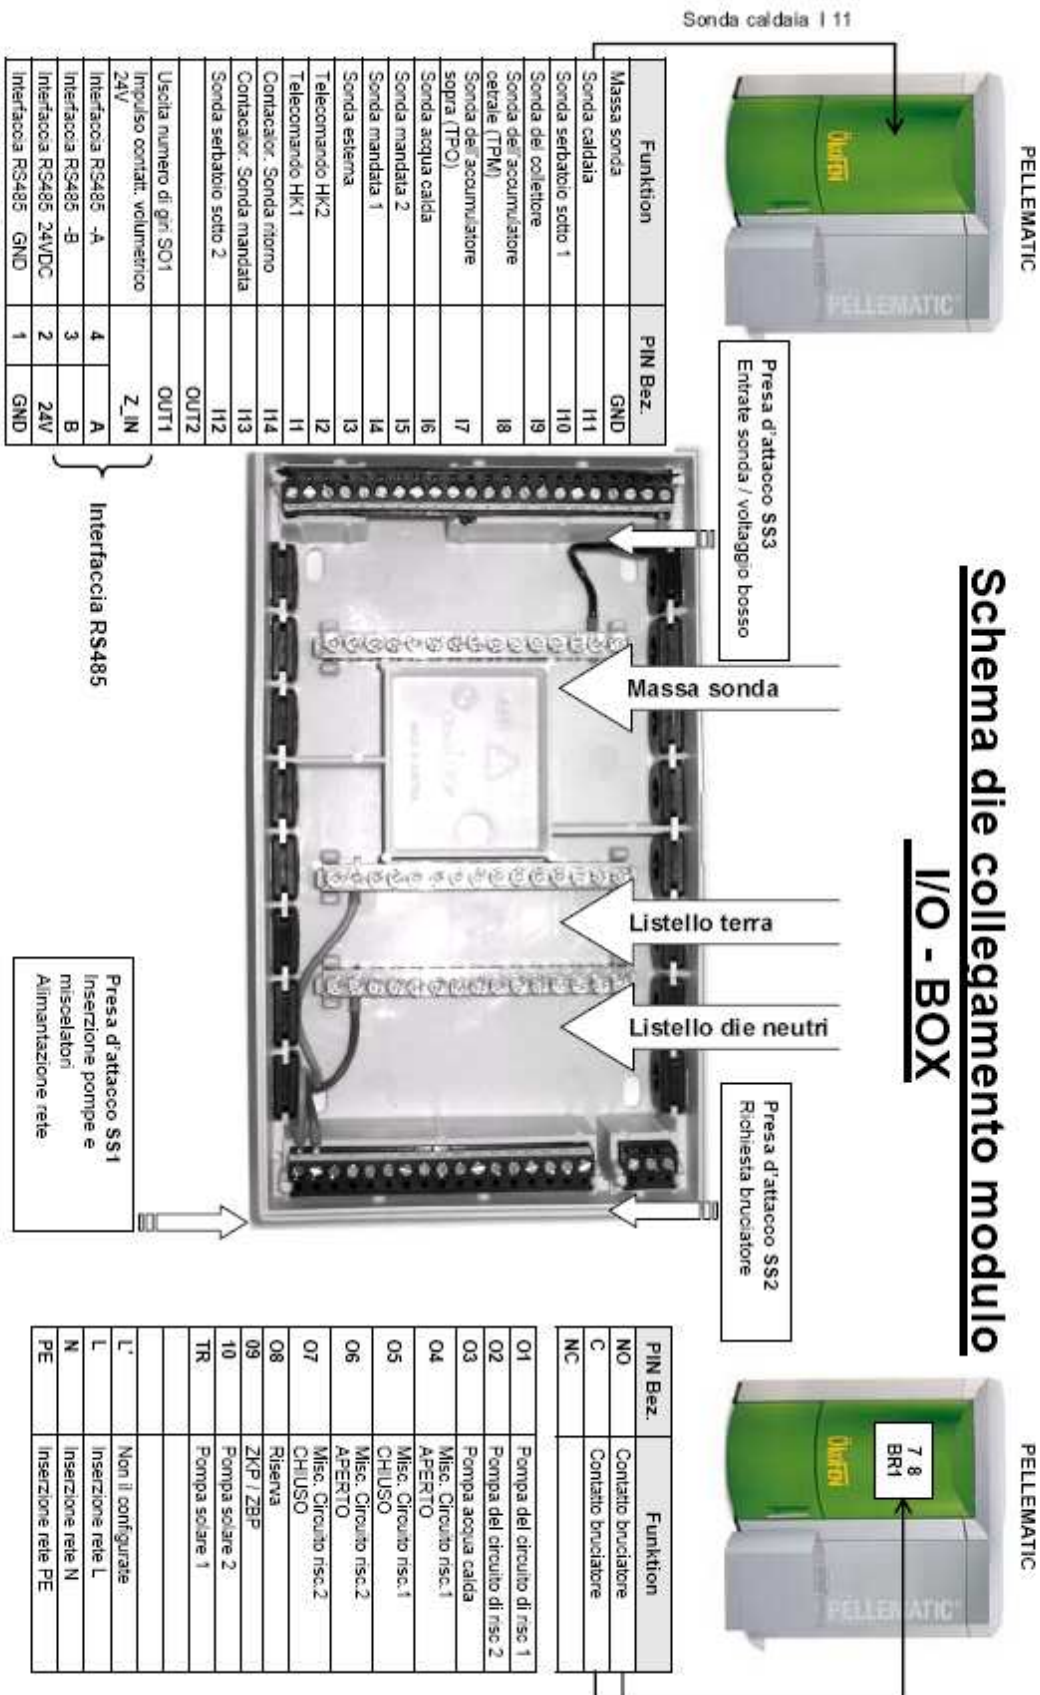 Sonda caldaia I 11
PELLEMATIC
ÖkoFEN
PELLEMATIC
Schema die collegamento modulo
I/O - BOX
PELLEMATIC
7 8
BR1
ÖkoFEN
PELLEMATIC
Presa d'attacco SS3
Entrate sonda / voltaggio bosso
Presa d'attacco SS2
Richiesta bruciatore
Massa sonda
Listello terra
Listello die neutri
Presa d'attacco SS1
Inserzione pompe e
miscelatori
Alimantazione rete
Interfaccia RS485
Funktion PIN Bez.
Massa sonda GND
Sonda caldaia I11
Sonda serbatoio sotto 1 I10
Sonda del collettore I9
Sonda dell'accumulatore
cetrale (TPM) I8
Sonda dell'accumulatore
sopra (TPO) I7
Sonda acqua calda I6
Sonda mandata 2 I5
Sonda mandata 1 I4
Sonda esterna I3
Telecomando HK2 I2
Telecomando HK1 I1
Contacalor. Sonda ritorno I14
Contacalor. Sonda mandata I13
Sonda serbatoio sotto 2 I12
OUT2
Uscita numero di giri SO1 OUT1
Impulso contatt. volumetrico
24V Z_IN
Interfaccia RS485 -A 4 A
Interfaccia RS485 -B 3 B
Interfaccia RS485 24VDC 2 24V
Interfaccia RS485 GND 1 GND
PIN Bez. Funktion
NO Contatto bruciatore
C Contatto bruciatore
NC
O1 Pompa del circuito di risc 1
O2 Pompa del circuito di risc 2
O3 Pompa acqua calda
O4 Misc. Circuito risc.1
APERTO
O5 Misc. Circuito risc.1
CHIUSO
O6 Misc. Circuito risc.2
APERTO
O7 Misc. Circuito risc.2
CHIUSO
O8 Riserva
09 ZKP / ZBP
10 Pompa solare 2
TR Pompa solare 1
L' Non il configurate
L Inserzione rete L
N Inserzione rete N
PE Inserzione rete PE